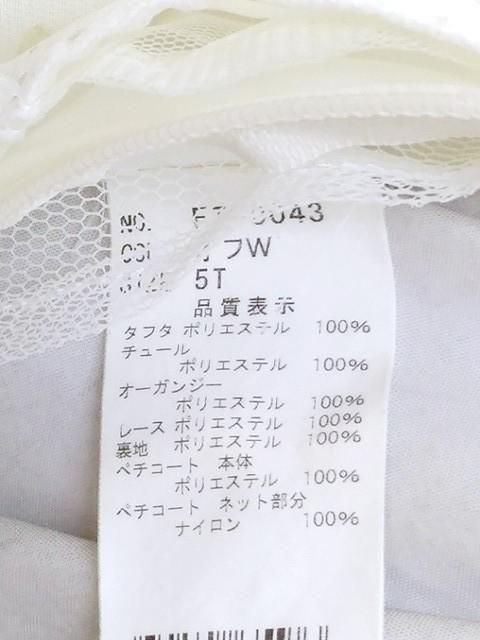 043
フW
5T
品質表示
タフタ ポリエステル 100%
チュール
ポリエステル 100%
オーガンジー
ポリエステル 100%
レース ポリエステル 100%
裏地 ポリエステル 100%
ペチコート 本体
ポリエステル 100%
ペチコート ネット部分
ナイロン 100%